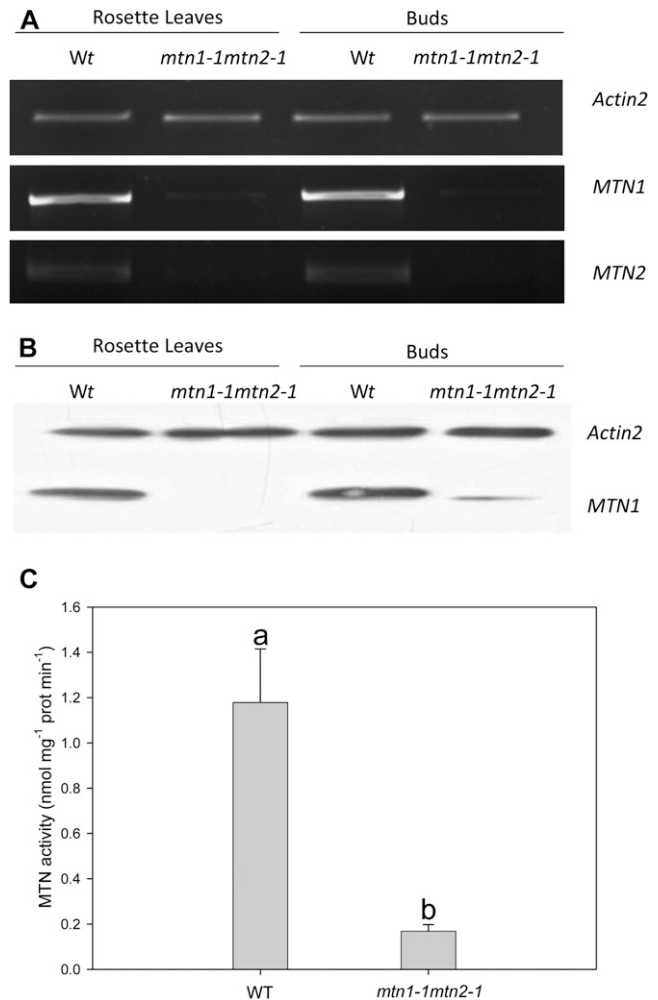 A
Rosette Leaves Buds
Wt mtn1-1mtn2-1 Wt mtn1-1mtn2-1
Actin2
MTN1
MTN2
B
Rosette Leaves Buds
Wt mtn1-1mtn2-1 Wt mtn1-1mtn2-1
Actin2
MTN1
C
MTN activity (nmol mg⁻¹ prot min⁻¹)
1.6
1.4
1.2
1.0
0.8
0.6
0.4
0.2
0.0
a
b
WT mtn1-1mtn2-1